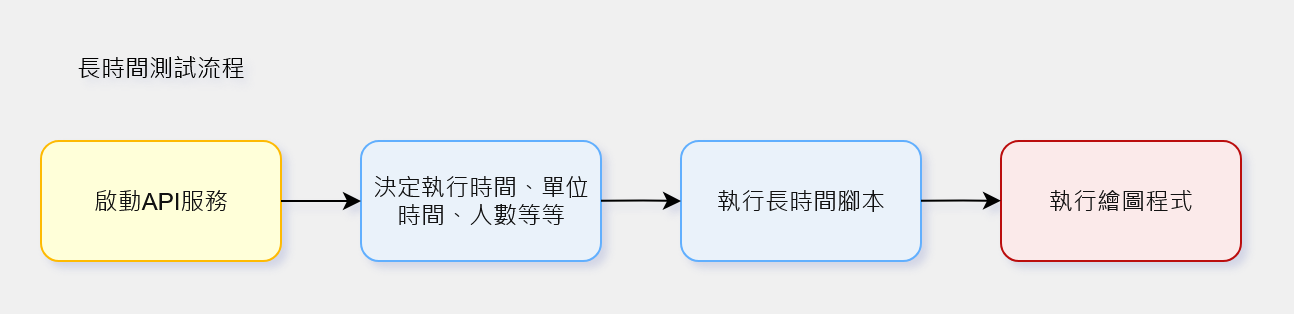 長時間測試流程
啟動API服務
決定執行時間、單位
時間、人數等等
執行長時間腳本
執行繪圖程式